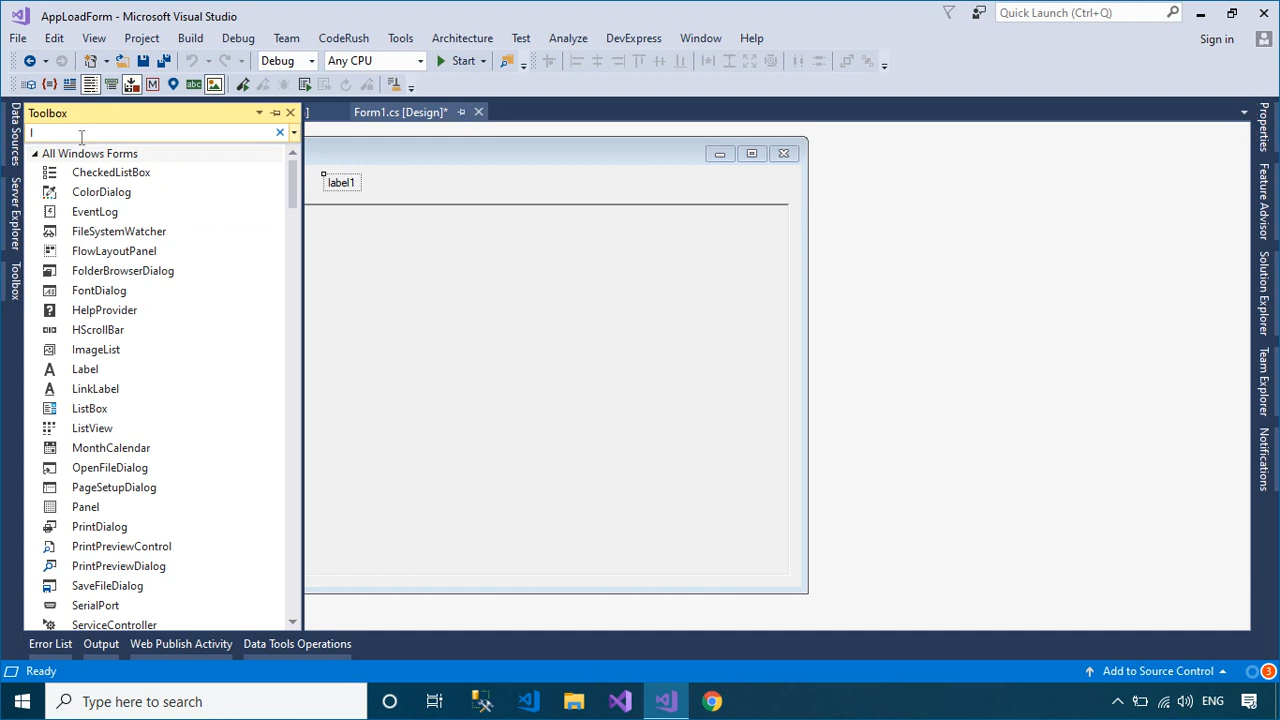 AppLoadForm - Microsoft Visual Studio
Quick Launch (Ctrl+Q)
File Edit View Project Build Debug Team CodeRush Tools Architecture Test Analyze DevExpress Window Help
Sign in
Debug Any CPU Start
abc
Toolbox
Form1.cs [Design]*
l
All Windows Forms
CheckedListBox
ColorDialog
EventLog
FileSystemWatcher
FlowLayoutPanel
FolderBrowserDialog
FontDialog
HelpProvider
HScrollBar
ImageList
Label
LinkLabel
ListBox
ListView
MonthCalendar
OpenFileDialog
PageSetupDialog
Panel
PrintDialog
PrintPreviewControl
PrintPreviewDialog
SaveFileDialog
SerialPort
ServiceController
label1
Data Sources
Server Explorer
Toolbox
Properties
Feature Advisor
Solution Explorer
Team Explorer
Notifications
Error List Output Web Publish Activity Data Tools Operations
Ready
Add to Source Control
3
Type here to search
ENG